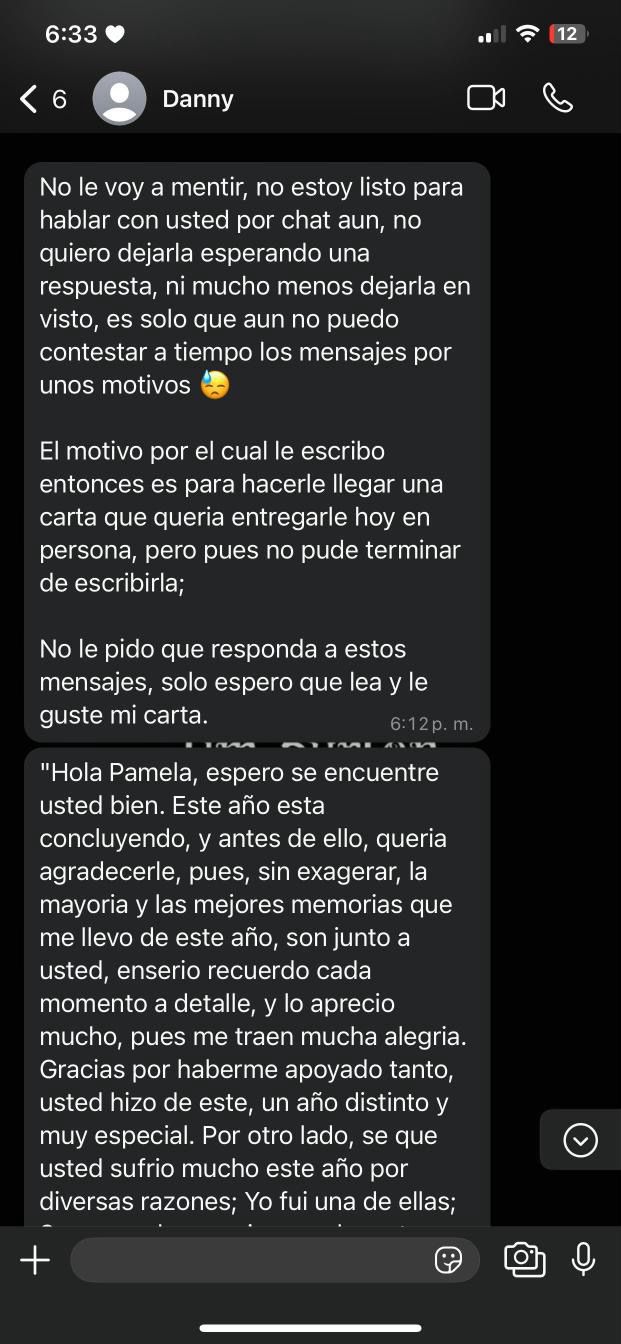 6:33
12
6
Danny
No le voy a mentir, no estoy listo para
hablar con usted por chat aun, no
quiero dejarla esperando una
respuesta, ni mucho menos dejarla en
visto, es solo que aun no puedo
contestar a tiempo los mensajes por
unos motivos 😓
El motivo por el cual le escribo
entonces es para hacerle llegar una
carta que queria entregarle hoy en
persona, pero pues no pude terminar
de escribirla;
No le pido que responda a estos
mensajes, solo espero que lea y le
guste mi carta.
6:12 p. m.
"Hola Pamela, espero se encuentre
usted bien. Este año esta
concluyendo, y antes de ello, queria
agradecerle, pues, sin exagerar, la
mayoria y las mejores memorias que
me llevo de este año, son junto a
usted, enserio recuerdo cada
momento a detalle, y lo aprecio
mucho, pues me traen mucha alegria.
Gracias por haberme apoyado tanto,
usted hizo de este, un año distinto y
muy especial. Por otro lado, se que
usted sufrio mucho este año por
diversas razones; Yo fui una de ellas;